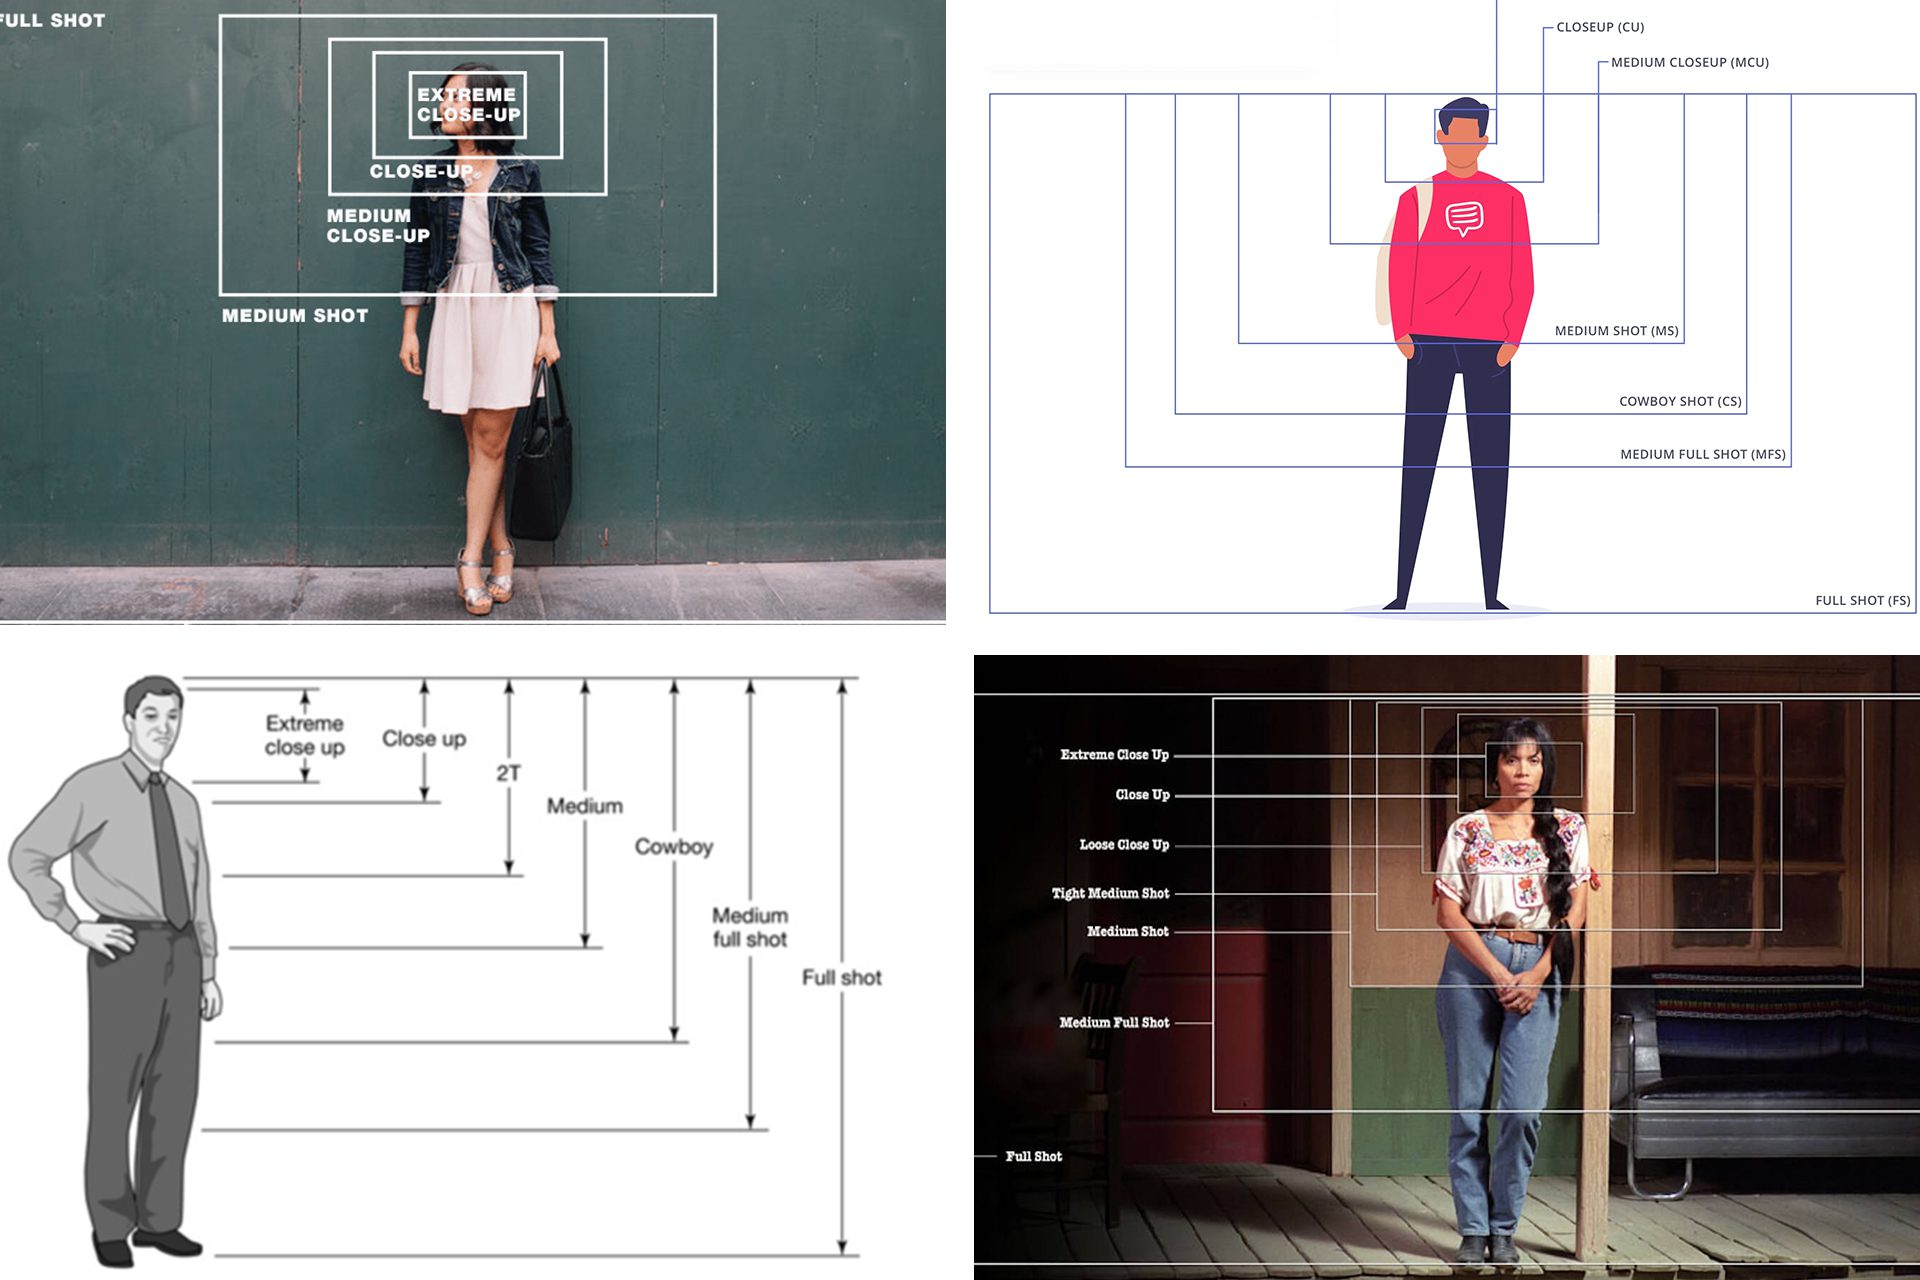 FULL SHOT
EXTREME
CLOSE-UP
CLOSE-UP
MEDIUM
CLOSE-UP
MEDIUM SHOT
CLOSEUP (CU)
MEDIUM CLOSEUP (MCU)
MEDIUM SHOT (MS)
COWBOY SHOT (CS)
MEDIUM FULL SHOT (MFS)
FULL SHOT (FS)
Extreme
close up
Close up
2T
Medium
Cowboy
Medium
full shot
Full shot
Extreme Close Up
Close Up
Loose Close Up
Tight Medium Shot
Medium Shot
Medium Full Shot
Full Shot